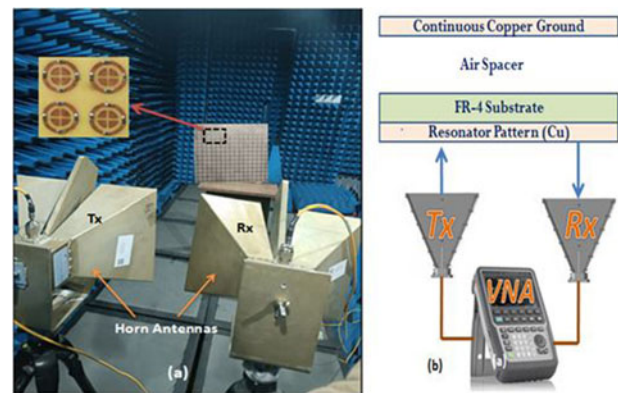 Tx
Rx
Horn Antennas
(a)
Continuous Copper Ground
Air Spacer
FR-4 Substrate
Resonator Pattern (Cu)
Tx
Rx
VNA
(b)